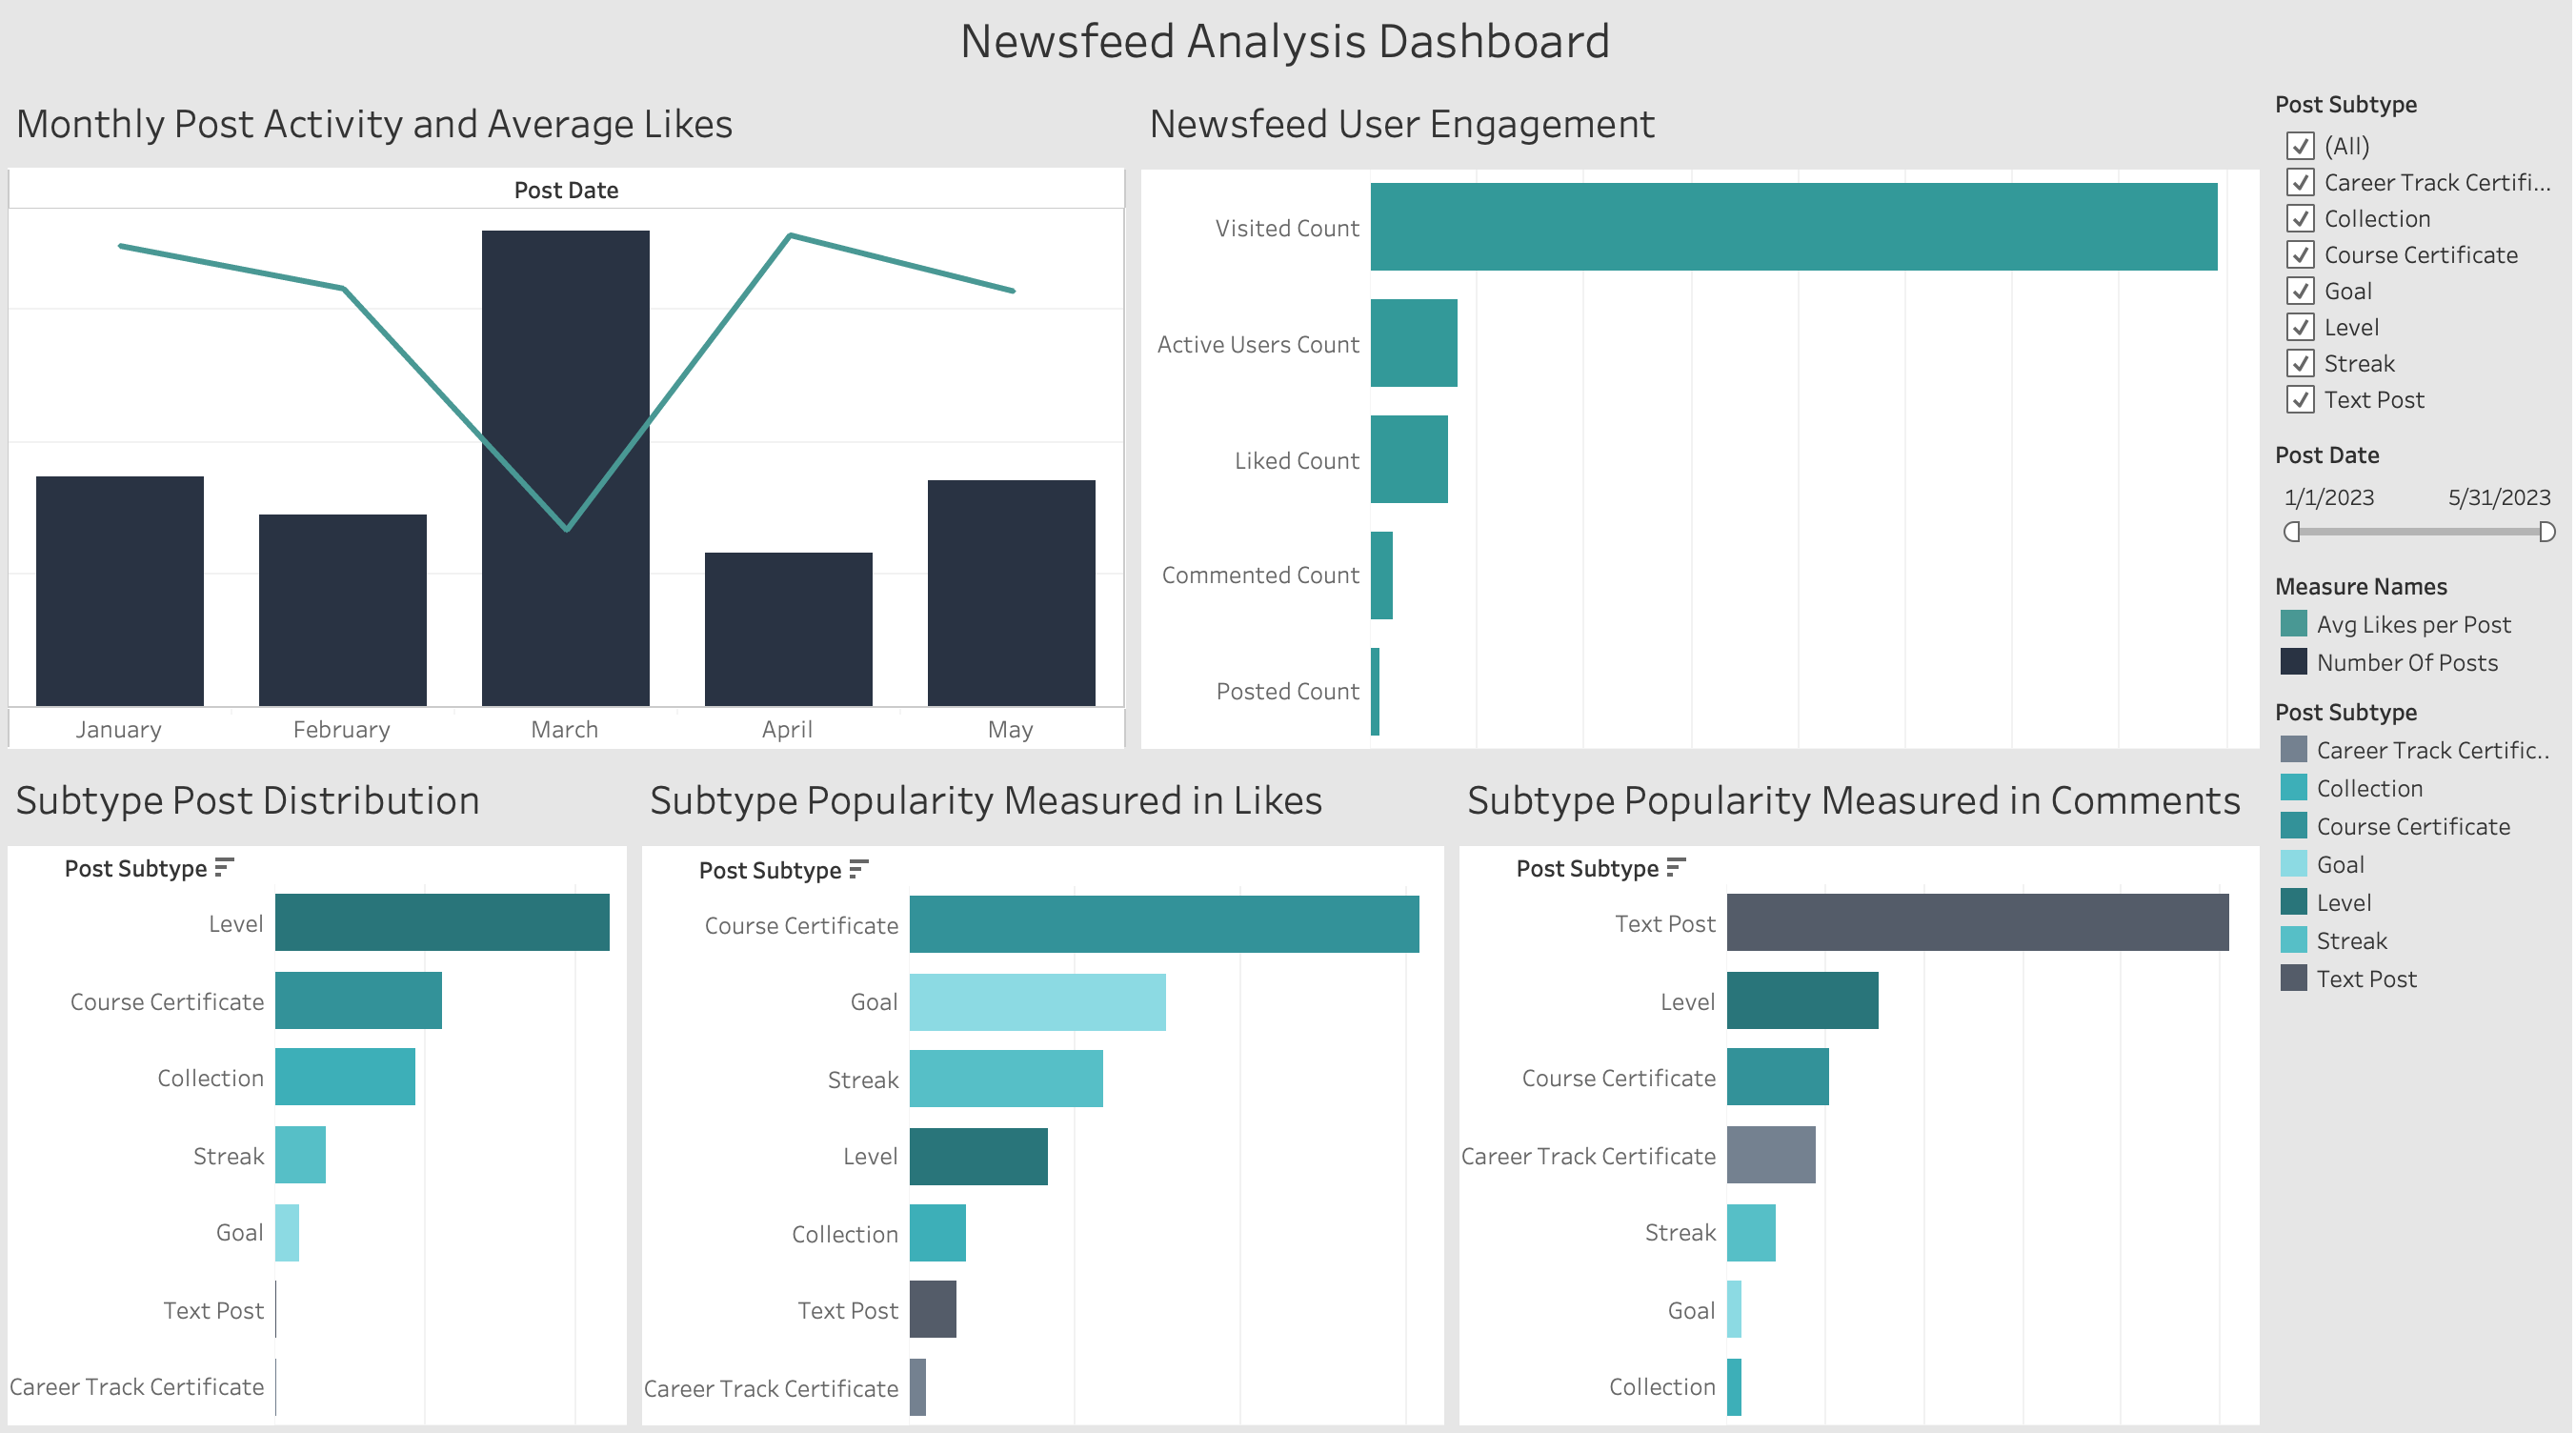 Newsfeed Analysis Dashboard
Monthly Post Activity and Average Likes
Post Date
January February March April May
Newsfeed User Engagement
Visited Count
Active Users Count
Liked Count
Commented Count
Posted Count
Subtype Post Distribution
Post Subtype
Level
Course Certificate
Collection
Streak
Goal
Text Post
Career Track Certificate
Subtype Popularity Measured in Likes
Post Subtype
Course Certificate
Goal
Streak
Level
Collection
Text Post
Career Track Certificate
Subtype Popularity Measured in Comments
Post Subtype
Text Post
Level
Course Certificate
Career Track Certificate
Streak
Goal
Collection
Post Subtype
(All)
Career Track Certifi...
Collection
Course Certificate
Goal
Level
Streak
Text Post
Post Date
1/1/2023 5/31/2023
Measure Names
Avg Likes per Post
Number Of Posts
Post Subtype
Career Track Certific..
Collection
Course Certificate
Goal
Level
Streak
Text Post